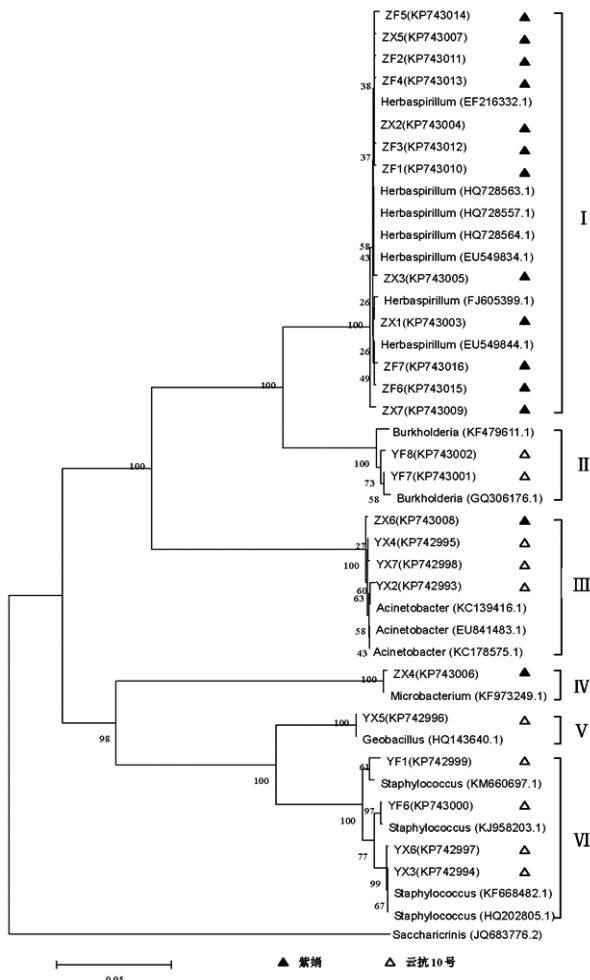 ZF5(KP743014)
ZX5(KP743007)
ZF2(KP743011)
ZF4(KP743013)
38
Herbaspirillum (EF216332.1)
ZX2(KP743004)
ZF3(KP743012)
37
ZF1(KP743010)
Herbaspirillum (HQ728563.1)
Herbaspirillum (HQ728557.1)
I
Herbaspirillum (HQ728564.1)
58
Herbaspirillum (EU549834.1)
43
ZX3(KP743005)
26
Herbaspirillum (FJ605399.1)
100
ZX1(KP743003)
Herbaspirillum (EU549844.1)
26
ZF7(KP743016)
49
100
ZF6(KP743015)
ZX7(KP743009)
Burkholderia (KF479611.1)
YF8(KP743002)
100
II
100
YF7(KP743001)
73
58
Burkholderia (GQ306176.1)
ZX6(KP743008)
YX4(KP742995)
27
100
YX7(KP742998)
YX2(KP742993)
III
60
63
Acinetobacter (KC139416.1)
58
Acinetobacter (EU841483.1)
43
Acinetobacter (KC178575.1)
ZX4(KP743006)
100
IV
Microbacterium (KF973249.1)
YX5(KP742996)
100
V
98
Geobacillus (HQ143640.1)
YF1(KP742999)
61
100
Staphylococcus (KM660697.1)
YF6(KP743000)
97
100
Staphylococcus (KJ958203.1)
VI
YX6(KP742997)
77
YX3(KP742994)
99
Staphylococcus (KF668482.1)
67
Staphylococcus (HQ202805.1)
Saccharicrinis (JQ683776.2)
紫娟
云抗10号
0.05